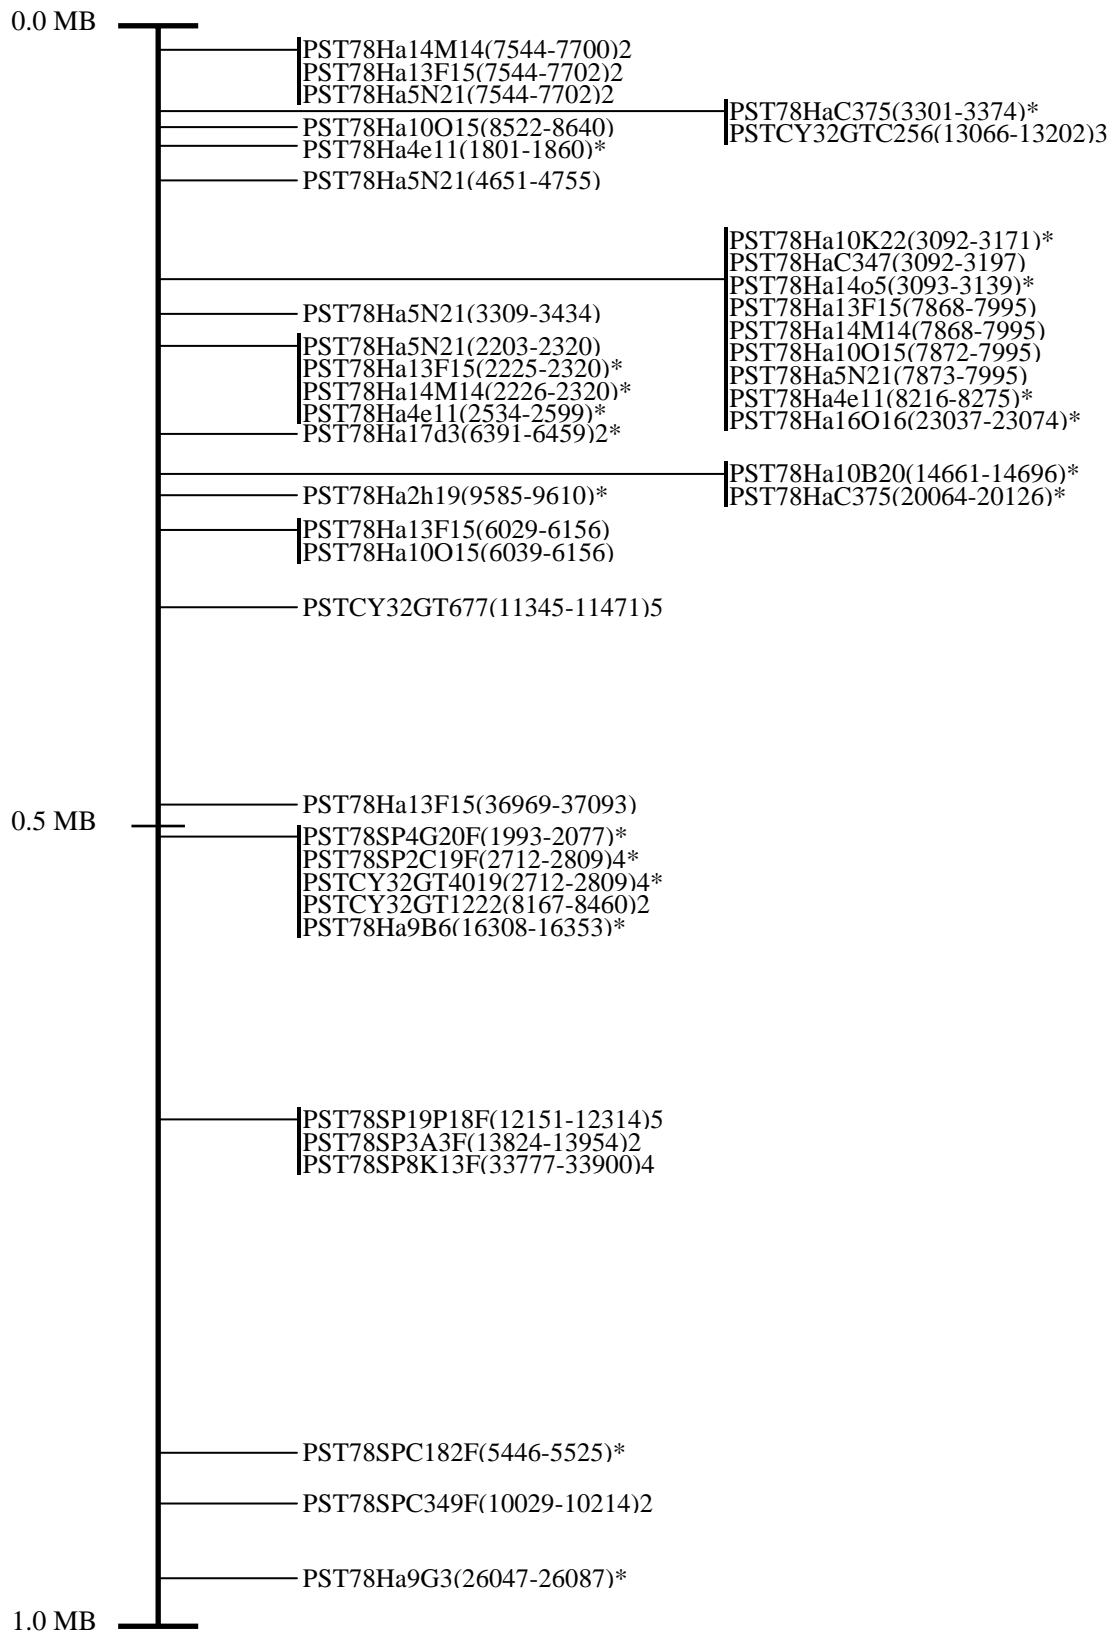 0.0 MB
PST78Ha14M14(7544-7700)2
PST78Ha13F15(7544-7702)2
PST78Ha5N21(7544-7702)2
PST78HaC375(3301-3374)*
PSTCY32GTC256(13066-13202)3
PST78Ha10O15(8522-8640)
PST78Ha4e11(1801-1860)*
PST78Ha5N21(4651-4755)
PST78Ha10K22(3092-3171)*
PST78HaC347(3092-3197)
PST78Ha14o5(3093-3139)*
PST78Ha13F15(7868-7995)
PST78Ha14M14(7868-7995)
PST78Ha10O15(7872-7995)
PST78Ha5N21(7873-7995)
PST78Ha4e11(8216-8275)*
PST78Ha16O16(23037-23074)*
PST78Ha5N21(3309-3434)
PST78Ha5N21(2203-2320)
PST78Ha13F15(2225-2320)*
PST78Ha14M14(2226-2320)*
PST78Ha4e11(2534-2599)*
PST78Ha17d3(6391-6459)2*
PST78Ha10B20(14661-14696)*
PST78HaC375(20064-20126)*
PST78Ha2h19(9585-9610)*
PST78Ha13F15(6029-6156)
PST78Ha10O15(6039-6156)
PSTCY32GT677(11345-11471)5
PST78Ha13F15(36969-37093)
0.5 MB
PST78SP4G20F(1993-2077)*
PST78SP2C19F(2712-2809)4*
PSTCY32GT4019(2712-2809)4*
PSTCY32GT1222(8167-8460)2
PST78Ha9B6(16308-16353)*
PST78SP19P18F(12151-12314)5
PST78SP3A3F(13824-13954)2
PST78SP8K13F(33777-33900)4
PST78SPC182F(5446-5525)*
PST78SPC349F(10029-10214)2
PST78Ha9G3(26047-26087)*
1.0 MB